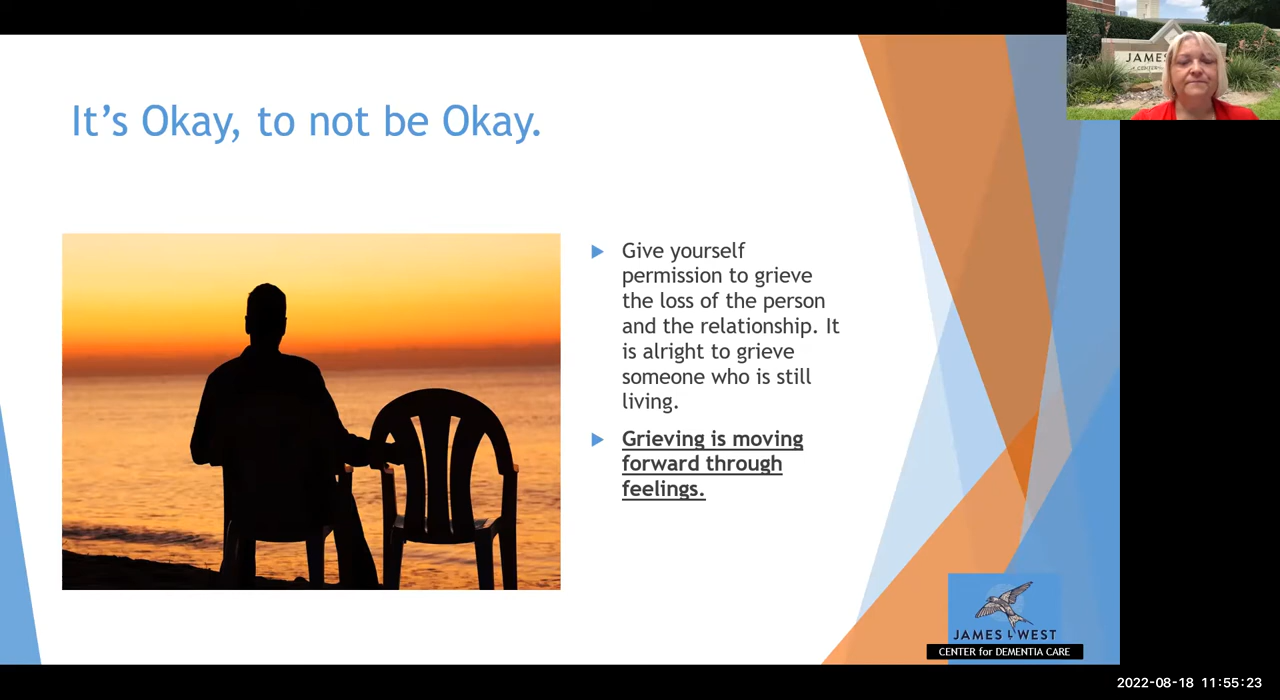 It's Okay, to not be Okay.
Give yourself
permission to grieve
the loss of the person
and the relationship. It
is alright to grieve
someone who is still
living.
Grieving is moving
forward through
feelings.
JAMES
CENTER
JAMES L WEST
CENTER for DEMENTIA CARE
2022-08-18 11:55:23